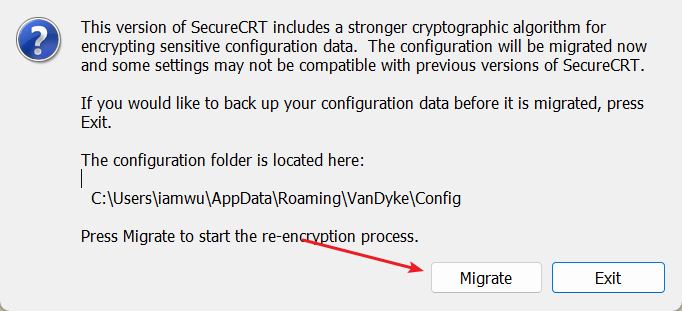 This version of SecureCRT includes a stronger cryptographic algorithm for
encrypting sensitive configuration data.  The configuration will be migrated now
and some settings may not be compatible with previous versions of SecureCRT.
If you would like to back up your configuration data before it is migrated, press
Exit.
The configuration folder is located here:
C:\Users\iamwu\AppData\Roaming\VanDyke\Config
Press Migrate to start the re-encryption process.
Migrate
Exit